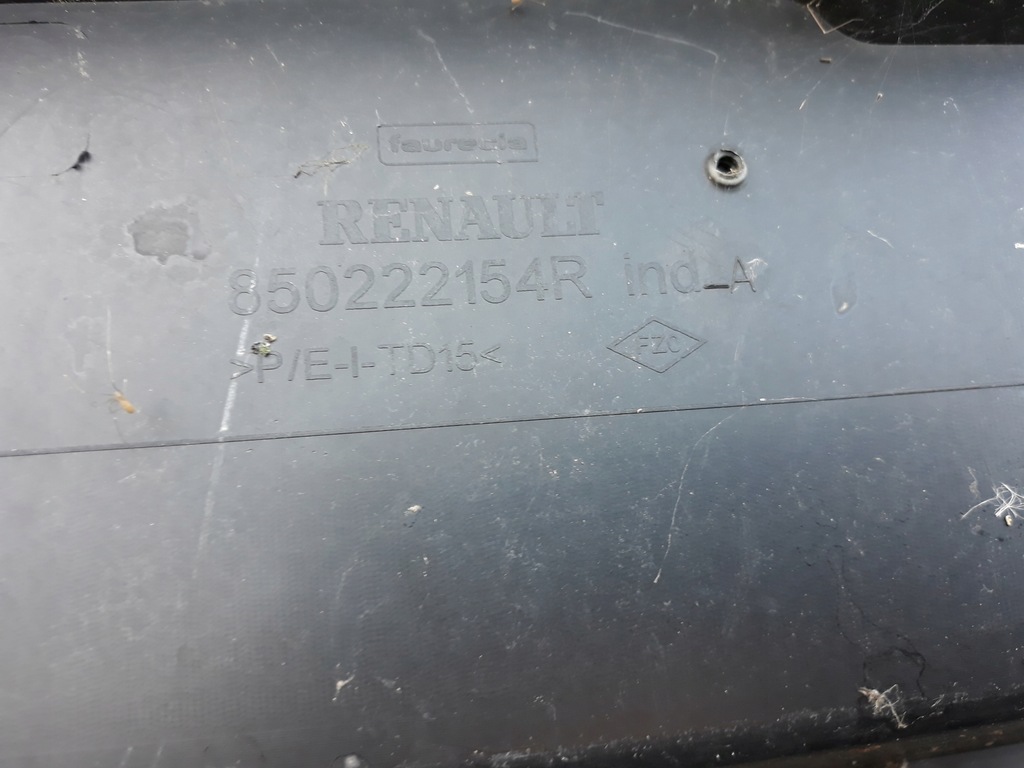 faurecia
RENAULT
850222154R ind_A
>P/E-I-TD15<
FZC